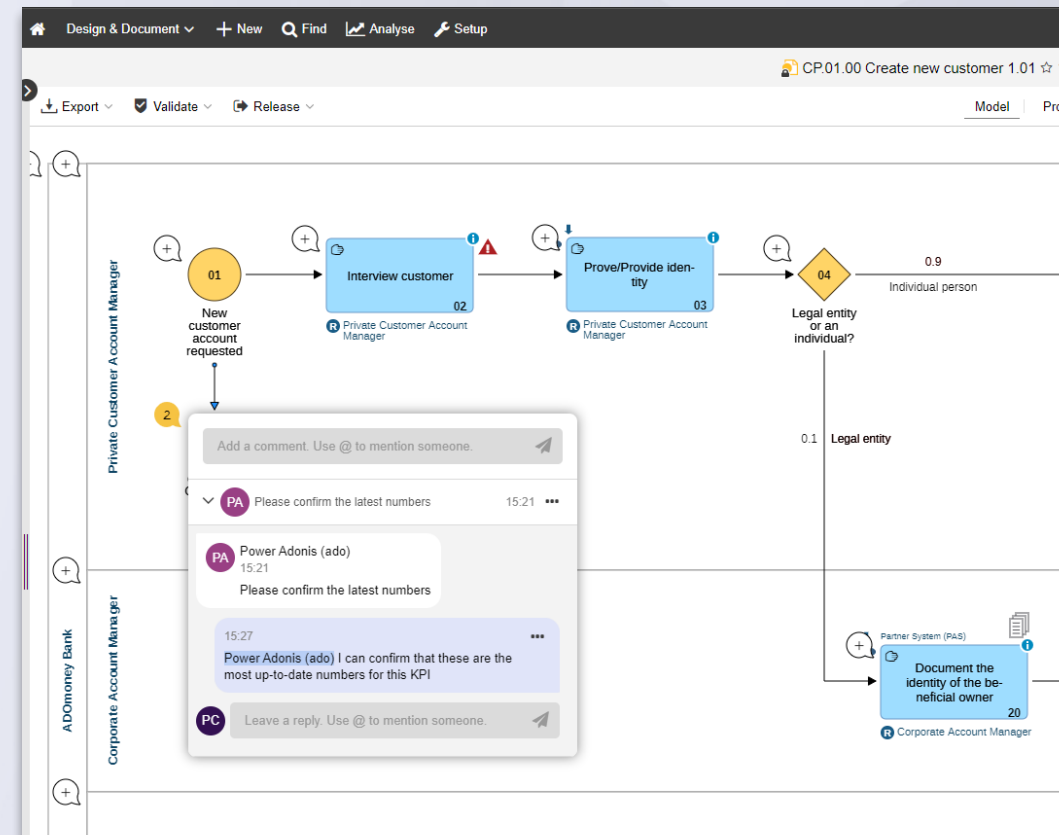 Design & Document
New
Find
Analyse
Setup
CP.01.00 Create new customer 1.01
Export
Validate
Release
Model
Private Customer Account Manager
01
New
customer
account
requested
Interview customer
02
R Private Customer Account
Manager
Prove/Provide iden-
tity
03
R Private Customer Account
Manager
04
Legal entity
or an
individual?
0.9
Individual person
0.1 Legal entity
2
Add a comment. Use @ to mention someone.
PA Please confirm the latest numbers 15:21
PA Power Adonis (ado)
15:21
Please confirm the latest numbers
15:27
Power Adonis (ado) I can confirm that these are the
most up-to-date numbers for this KPI
PC Leave a reply. Use @ to mention someone.
ADOmoney Bank
Corporate Account Manager
Partner System (PAS)
Document the
identity of the be-
neficial owner
20
R Corporate Account Manager